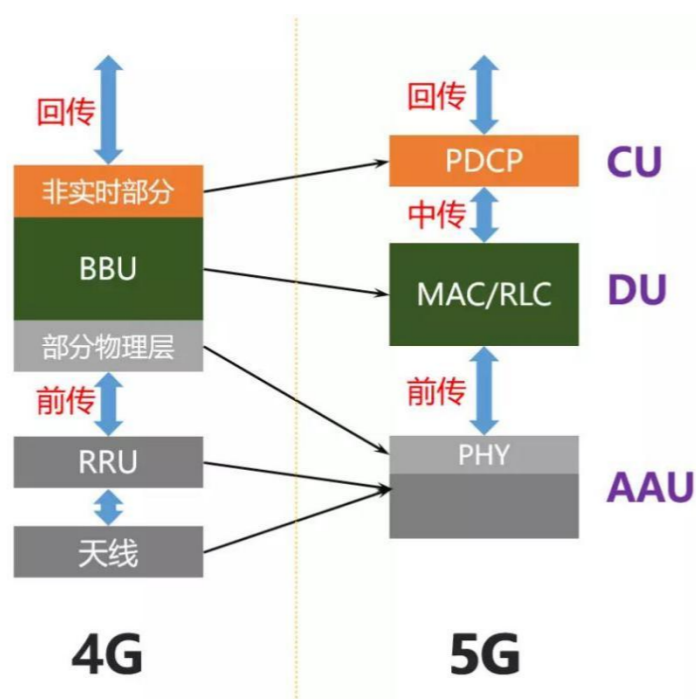 回传
非实时部分
BBU
部分物理层
前传
RRU
天线
4G
回传
PDCP
CU
中传
MAC/RLC
DU
前传
PHY
AAU
5G